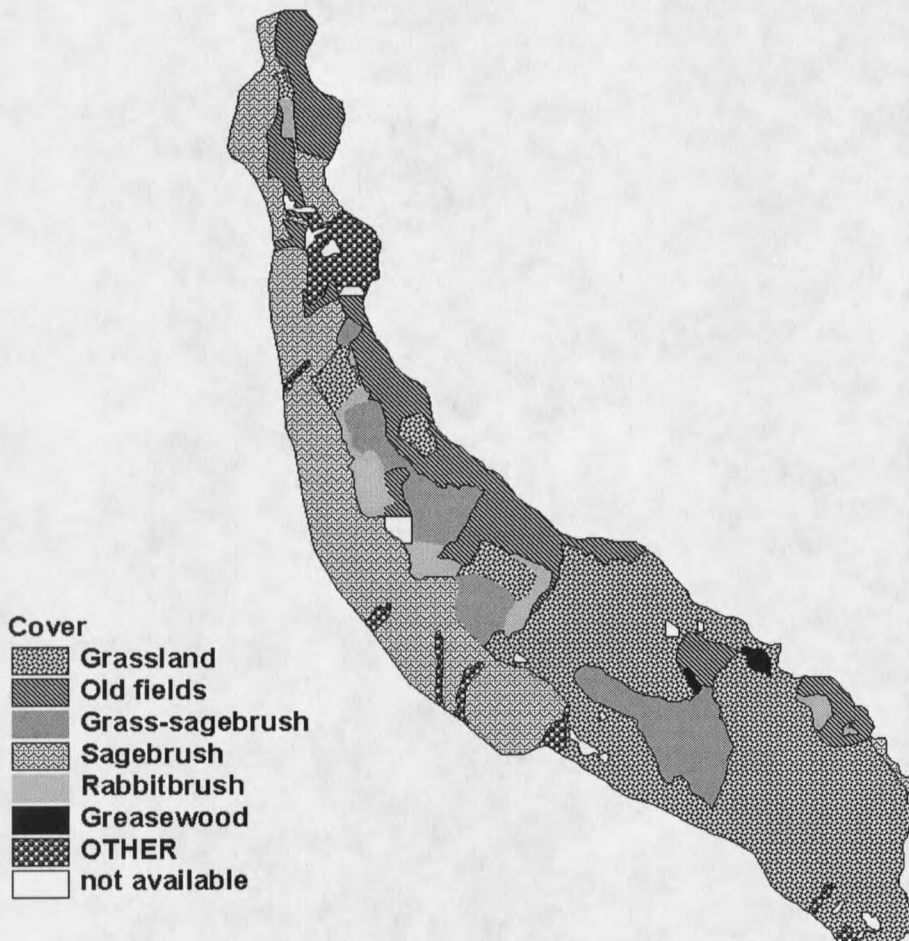 Cover
Grassland
Old fields
Grass-sagebrush
Sagebrush
Rabbitbrush
Greasewood
OTHER
not available